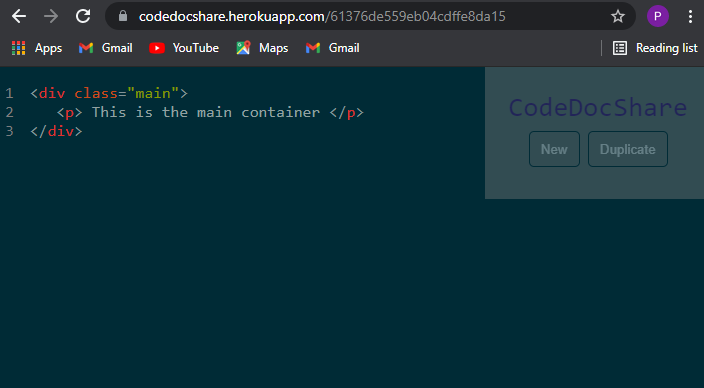 codedocshare.herokuapp.com/61376de559eb04cdffe8da15
P
Apps Gmail YouTube Maps Gmail Reading list
1 <div class="main">
2 <p> This is the main container </p>
3 </div>
CodeDocShare
New Duplicate